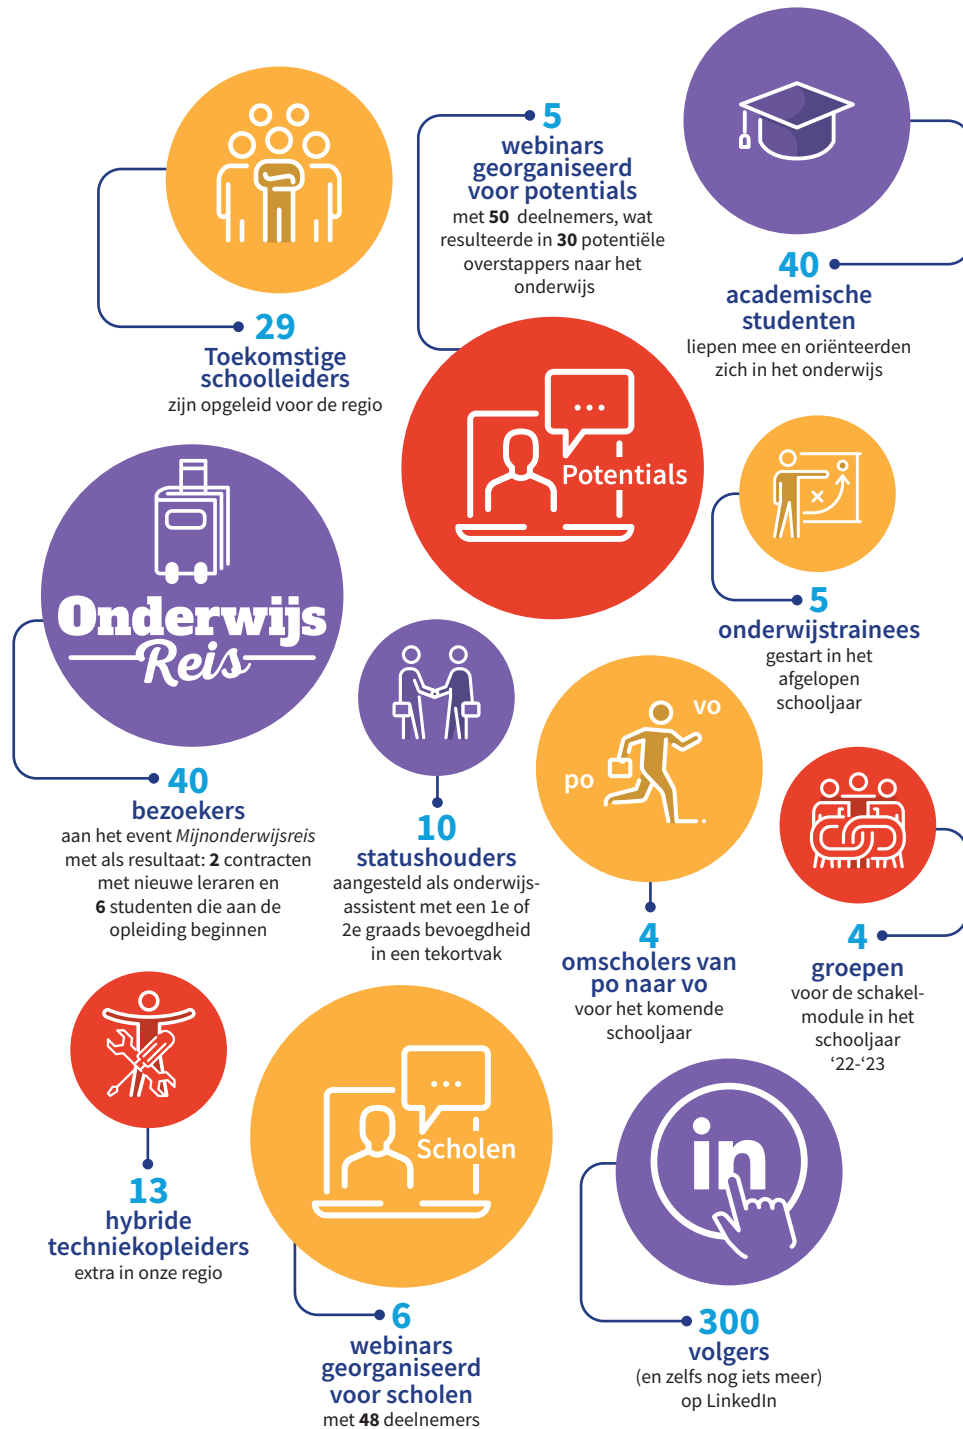 29
Toekomstige
schoolleiders
zijn opgeleid voor de regio
5
webinars
georganiseerd
voor potentials
met 50 deelnemers, wat
resulteerde in 30 potentiële
overstappers naar het
onderwijs
40
academische
studenten
liepen mee en oriënteerden
zich in het onderwijs
...
Potentials
Onderwijs
Reis
40
bezoekers
aan het event Mijnonderwijsreis
met als resultaat: 2 contracten
met nieuwe leraren en
6 studenten die aan de
opleiding beginnen
10
statushouders
aangesteld als onderwijs-
assistent met een 1e of
2e graads bevoegdheid
in een tekortvak
5
onderwijstrainees
gestart in het
afgelopen
schooljaar
vo
po
4
omscholers van
po naar vo
voor het komende
schooljaar
4
groepen
voor de schakel-
module in het
schooljaar
‘22-‘23
13
hybride
techniekopleiders
extra in onze regio
...
Scholen
6
webinars
georganiseerd
voor scholen
met 48 deelnemers
in
300
volgers
(en zelfs nog iets meer)
op LinkedIn